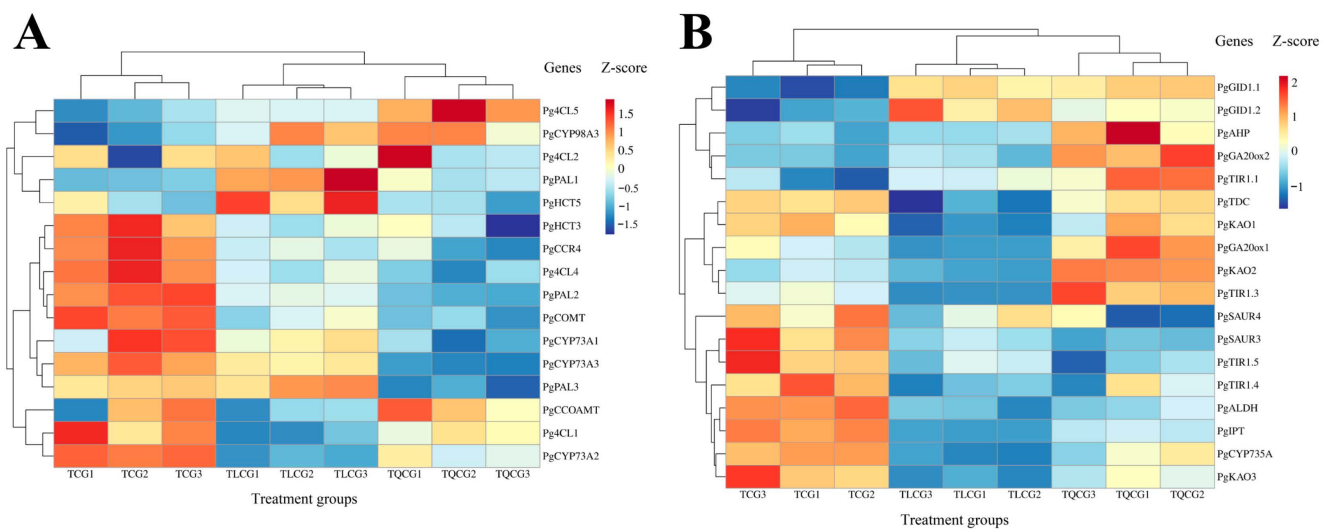 A
Genes Z-score
Pg4CL5
PgCYP98A3
Pg4CL2
PgPAL1
PgHCT5
PgHCT3
PgCCR4
Pg4CL4
PgPAL2
PgCOMT
PgCYP73A1
PgCYP73A3
PgPAL3
PgCCOAMT
Pg4CL1
PgCYP73A2
1.5
1
0.5
0
−0.5
−1
−1.5
TCG1 TCG2 TCG3 TLCG1 TLCG2 TLCG3 TQCG1 TQCG2 TQCG3
Treatment groups
B
Genes Z-score
PgGID1.1
PgGID1.2
PgAHP
PgGA20ox2
PgTIR1.1
PgTDC
PgKAO1
PgGA20ox1
PgKAO2
PgTIR1.3
PgSAUR4
PgSAUR3
PgTIR1.5
PgTIR1.4
PgALDH
PgIPT
PgCYP735A
PgKAO3
2
1
0
−1
TCG3 TCG1 TCG2 TLCG3 TLCG1 TLCG2 TQCG3 TQCG1 TQCG2
Treatment groups